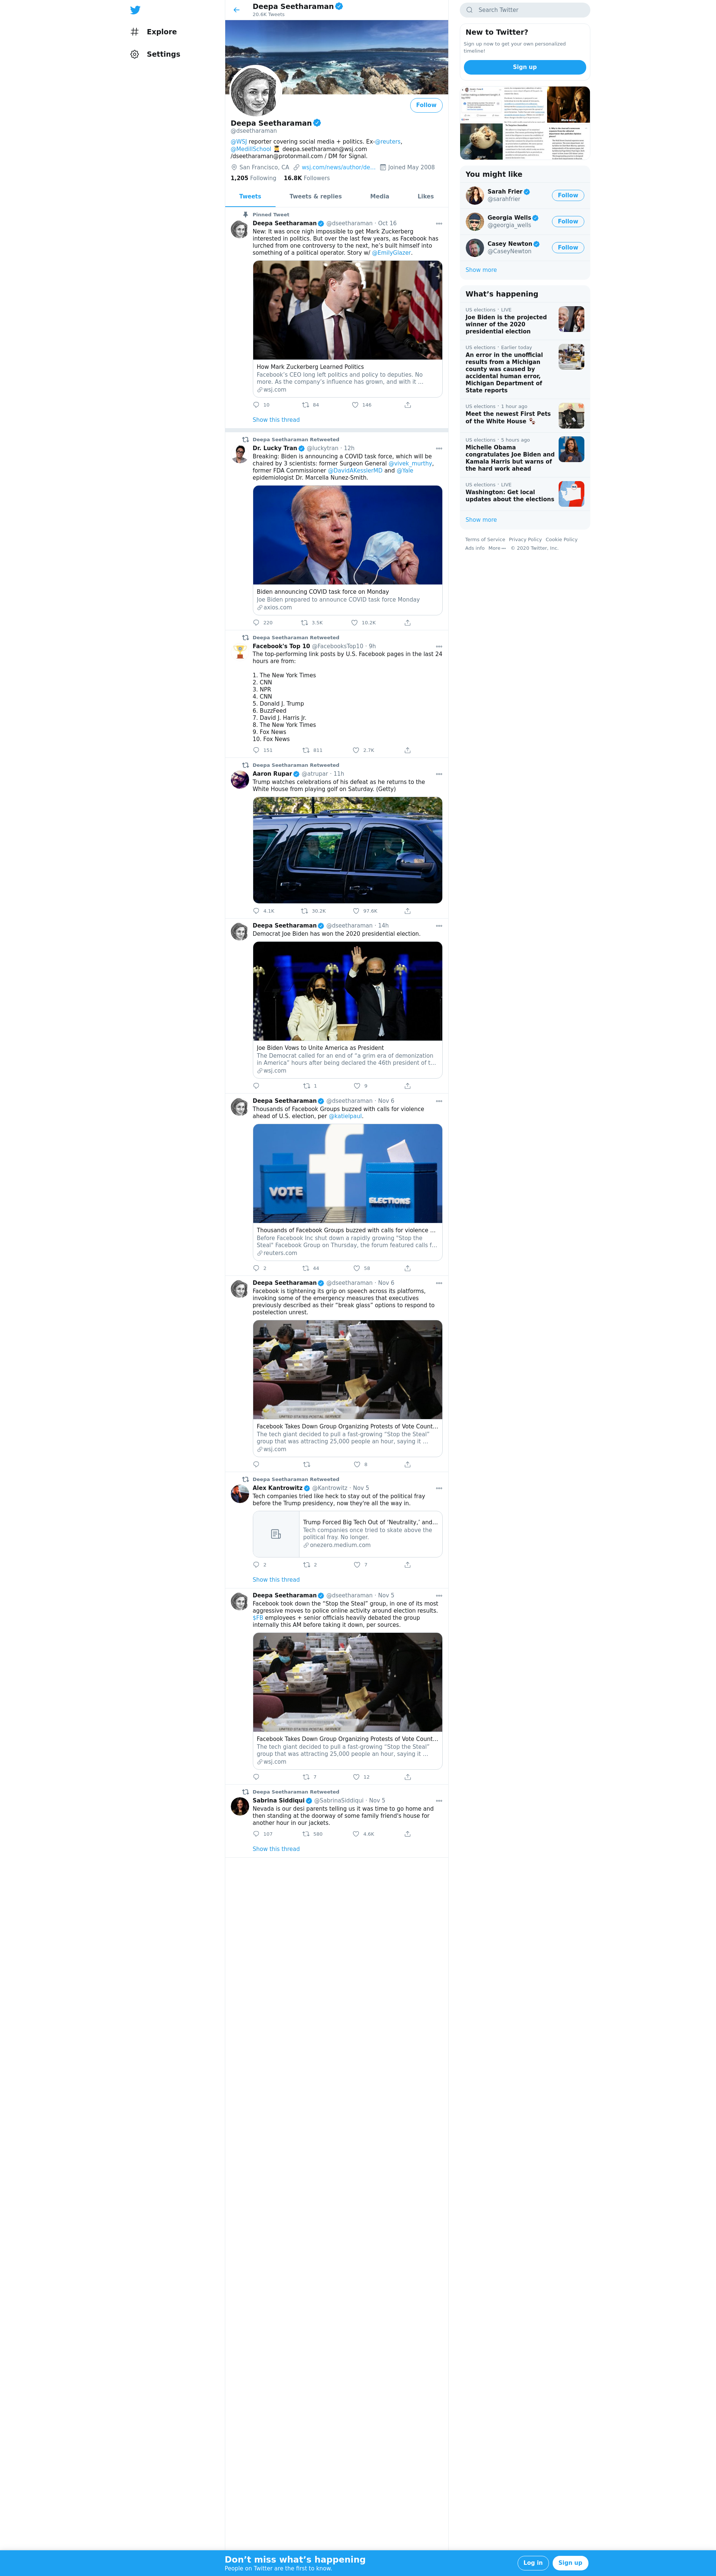 Explore
Settings
Deepa Seetharaman
20.6K Tweets
Follow
Deepa Seetharaman
@dseetharaman
@WSJ reporter covering social media + politics. Ex-@reuters,
@MedillSchool deepa.seetharaman@wsj.com
/dseetharaman@protonmail.com / DM for Signal.
San Francisco, CA wsj.com/news/author/de... Joined May 2008
1,205 Following 16.8K Followers
Tweets Tweets & replies Media Likes
Pinned Tweet
Deepa Seetharaman @dseetharaman · Oct 16
New: It was once nigh impossible to get Mark Zuckerberg
interested in politics. But over the last few years, as Facebook has
lurched from one controversy to the next, he's built himself into
something of a political operator. Story w/ @EmilyGlazer.
How Mark Zuckerberg Learned Politics
Facebook's CEO long left politics and policy to deputies. No
more. As the company's influence has grown, and with it ...
wsj.com
10 84 146
Show this thread
Deepa Seetharaman Retweeted
Dr. Lucky Tran @luckytran · 12h
Breaking: Biden is announcing a COVID task force, which will be
chaired by 3 scientists: former Surgeon General @vivek_murthy,
former FDA Commissioner @DavidAKesslerMD and @Yale
epidemiologist Dr. Marcella Nunez-Smith.
Biden announcing COVID task force on Monday
Joe Biden prepared to announce COVID task force Monday
axios.com
220 3.5K 10.2K
Deepa Seetharaman Retweeted
Facebook's Top 10 @FacebooksTop10 · 9h
The top-performing link posts by U.S. Facebook pages in the last 24
hours are from:
1. The New York Times
2. CNN
3. NPR
4. CNN
5. Donald J. Trump
6. BuzzFeed
7. David J. Harris Jr.
8. The New York Times
9. Fox News
10. Fox News
151 811 2.7K
Deepa Seetharaman Retweeted
Aaron Rupar @atrupar · 11h
Trump watches celebrations of his defeat as he returns to the
White House from playing golf on Saturday. (Getty)
4.1K 30.2K 97.6K
Deepa Seetharaman @dseetharaman · 14h
Democrat Joe Biden has won the 2020 presidential election.
Joe Biden Vows to Unite America as President
The Democrat called for an end of "a grim era of demonization
in America" hours after being declared the 46th president of t...
wsj.com
1 9
Deepa Seetharaman @dseetharaman · Nov 6
Thousands of Facebook Groups buzzed with calls for violence
ahead of U.S. election, per @katielpaul.
VOTE
ELECTIONS
Thousands of Facebook Groups buzzed with calls for violence ...
Before Facebook Inc shut down a rapidly growing "Stop the
Steal" Facebook Group on Thursday, the forum featured calls f...
reuters.com
2 44 58
Deepa Seetharaman @dseetharaman · Nov 6
Facebook is tightening its grip on speech across its platforms,
invoking some of the emergency measures that executives
previously described as their "break glass" options to respond to
postelection unrest.
UNITED STATES POSTAL SERVICE
Facebook Takes Down Group Organizing Protests of Vote Count...
The tech giant decided to pull a fast-growing "Stop the Steal"
group that was attracting 25,000 people an hour, saying it ...
wsj.com
8
Deepa Seetharaman Retweeted
Alex Kantrowitz @Kantrowitz · Nov 5
Tech companies tried like heck to stay out of the political fray
before the Trump presidency, now they're all the way in.
Trump Forced Big Tech Out of 'Neutrality,' and...
Tech companies once tried to skate above the
political fray. No longer.
onezero.medium.com
2 2 7
Show this thread
Deepa Seetharaman @dseetharaman · Nov 5
Facebook took down the "Stop the Steal" group, in one of its most
aggressive moves to police online activity around election results.
$FB employees + senior officials heavily debated the group
internally this AM before taking it down, per sources.
UNITED STATES POSTAL SERVICE
Facebook Takes Down Group Organizing Protests of Vote Count...
The tech giant decided to pull a fast-growing "Stop the Steal"
group that was attracting 25,000 people an hour, saying it ...
wsj.com
7 12
Deepa Seetharaman Retweeted
Sabrina Siddiqui @SabrinaSiddiqui · Nov 5
Nevada is our desi parents telling us it was time to go home and
then standing at the doorway of some family friend's house for
another hour in our jackets.
107 580 4.6K
Show this thread
Search Twitter
New to Twitter?
Sign up now to get your own personalized
timeline!
Sign up
You might like
Sarah Frier
@sarahfrier
Follow
Georgia Wells
@georgia_wells
Follow
Casey Newton
@CaseyNewton
Follow
Show more
What's happening
US elections · LIVE
Joe Biden is the projected
winner of the 2020
presidential election
US elections · Earlier today
An error in the unofficial
results from a Michigan
county was caused by
accidental human error,
Michigan Department of
State reports
US elections · 1 hour ago
Meet the newest First Pets
of the White House
US elections · 5 hours ago
Michelle Obama
congratulates Joe Biden and
Kamala Harris but warns of
the hard work ahead
US elections · LIVE
Washington: Get local
updates about the elections
Show more
Terms of Service Privacy Policy Cookie Policy
Ads info More © 2020 Twitter, Inc.
Don't miss what's happening
People on Twitter are the first to know.
Log in
Sign up